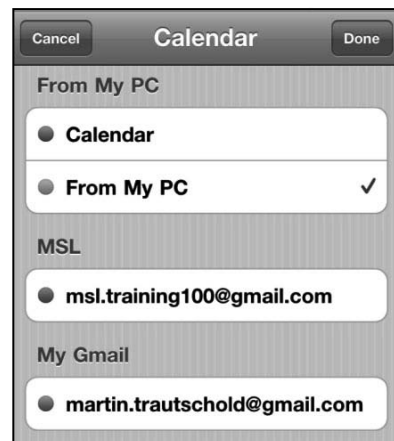 Cancel Calendar Done
From My PC
Calendar
From My PC
MSL
msl.training100@gmail.com
My Gmail
martin.trautschold@gmail.com